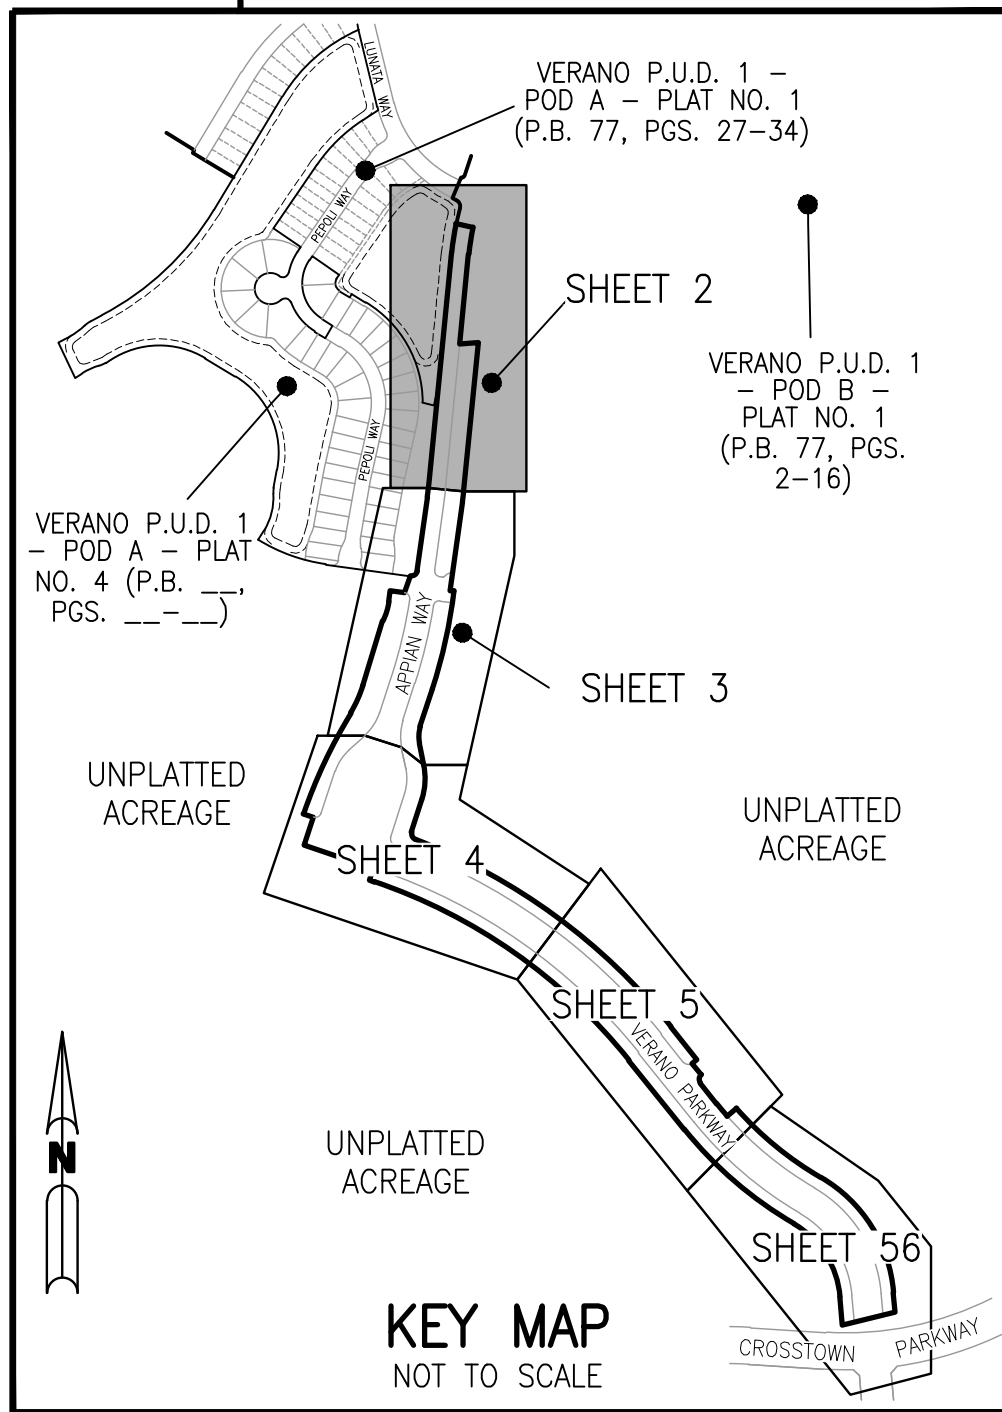 LUNATA WAY
VERANO P.U.D. 1 –
POD A – PLAT NO. 1
(P.B. 77, PGS. 27–34)
PEPOLI WAY
SHEET 2
VERANO P.U.D. 1
– POD B –
PLAT NO. 1
(P.B. 77, PGS.
2–16)
PEPOLI WAY
VERANO P.U.D. 1
– POD A – PLAT
NO. 4 (P.B. __,
PGS. __–__)
APPIAN WAY
SHEET 3
UNPLATTED
ACREAGE
UNPLATTED
ACREAGE
SHEET 4
SHEET 5
VERANO PARKWAY
N
UNPLATTED
ACREAGE
SHEET 56
KEY MAP
NOT TO SCALE
CROSSTOWN PARKWAY